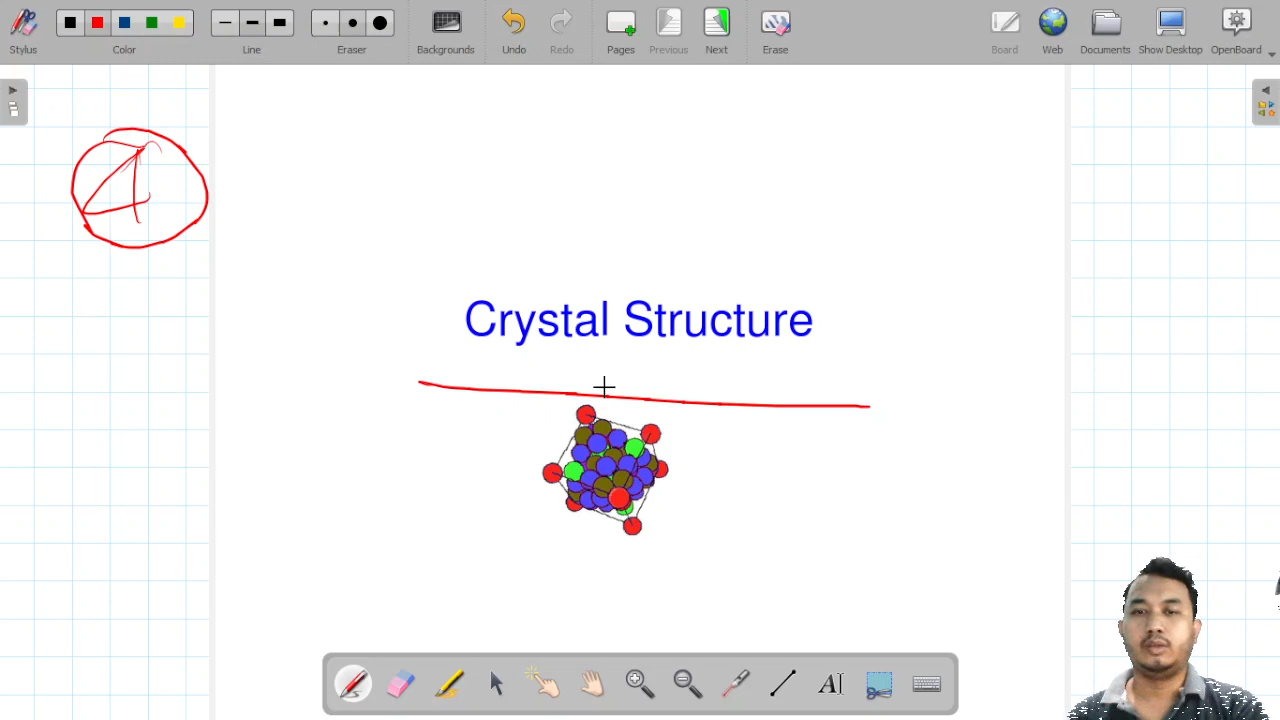 Stylus Color Line Eraser Backgrounds Undo Redo Pages Previous Next Erase Board Web Documents Show Desktop OpenBoard
4
Crystal Structure
AI